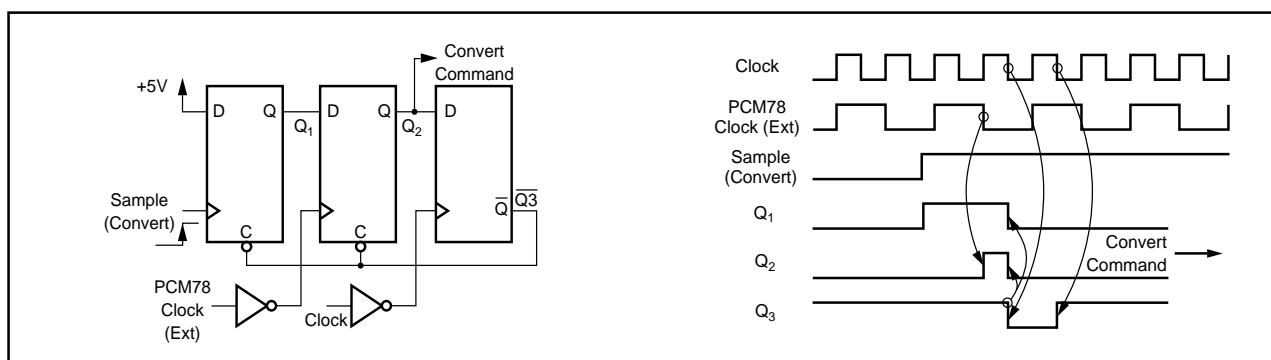 Convert
Command
+5V
D Q
Q1
D Q
Q2
D
Sample
(Convert)
Q̅ Q̅3̅
C
C
PCM78
Clock
(Ext)
Clock
Clock
PCM78
Clock (Ext)
Sample
(Convert)
Q1
Q2
Convert
Command
Q3